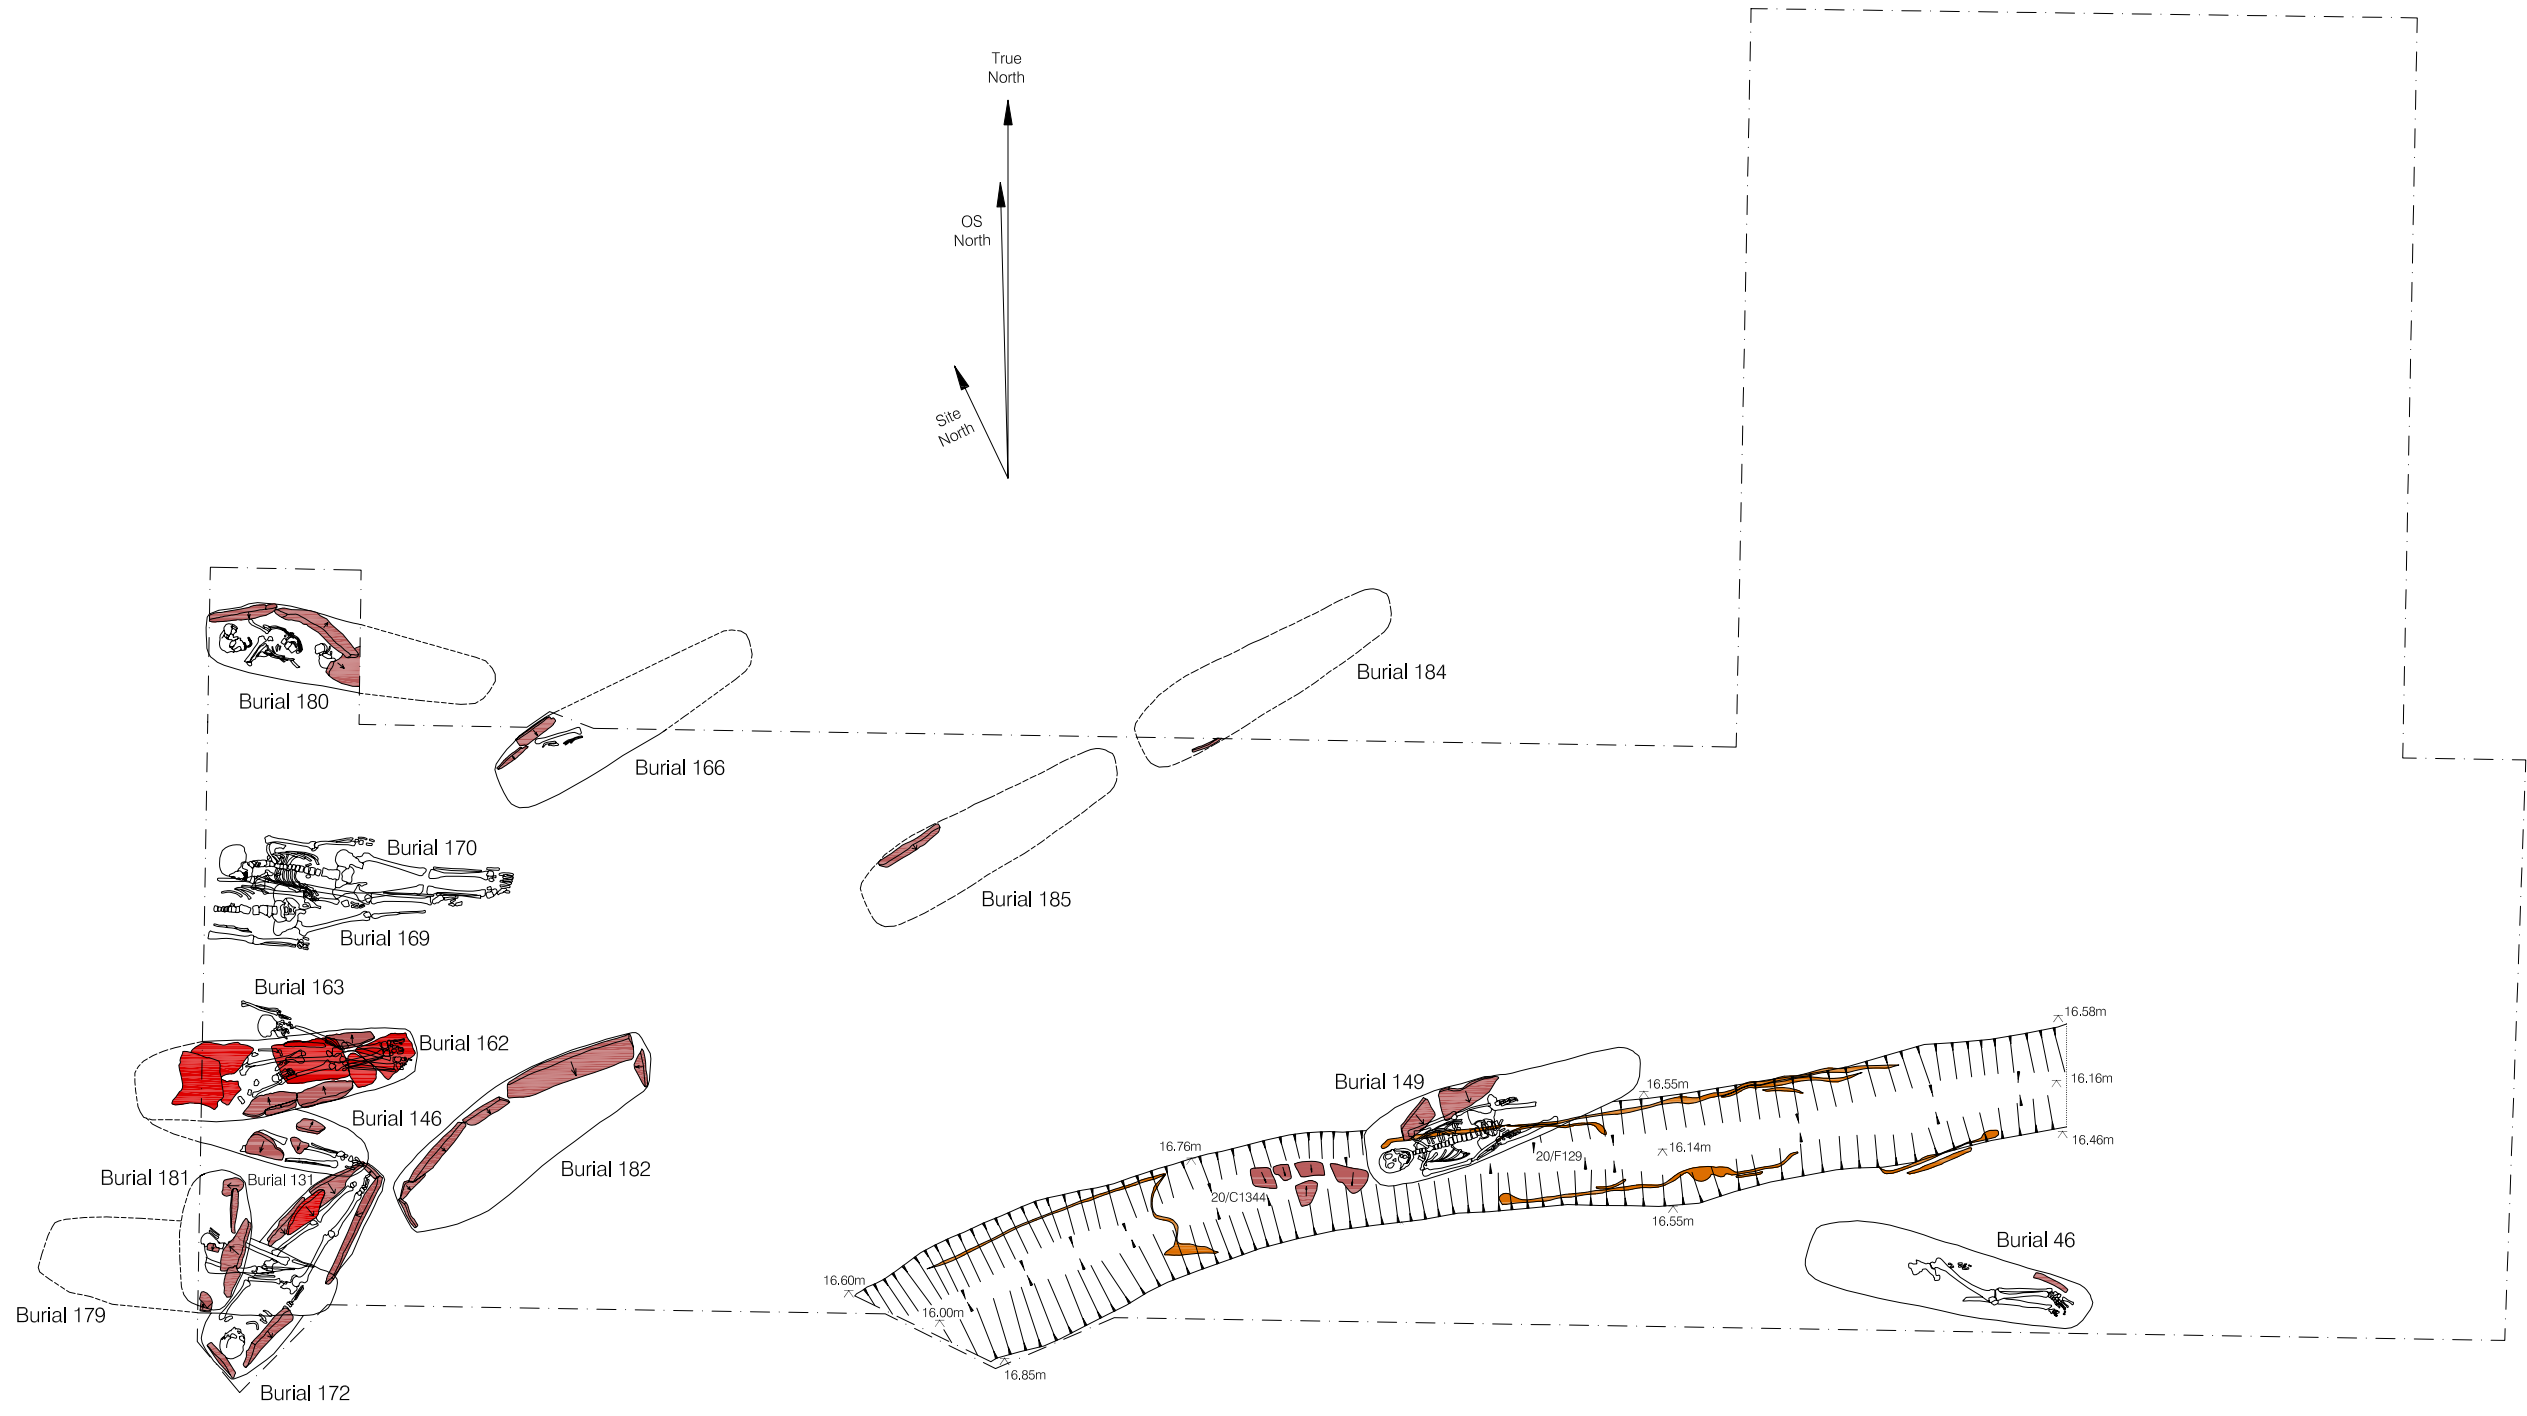 True
North
OS
North
Site
North
Burial 180
Burial 166
Burial 184
Burial 185
Burial 170
Burial 169
Burial 163
Burial 162
Burial 146
Burial 181
Burial 131
Burial 182
Burial 179
Burial 172
Burial 149
16.58m
16.55m
16.16m
16.76m
20/F129
16.14m
16.46m
20/C1344
16.55m
Burial 46
16.60m
16.00m
16.85m